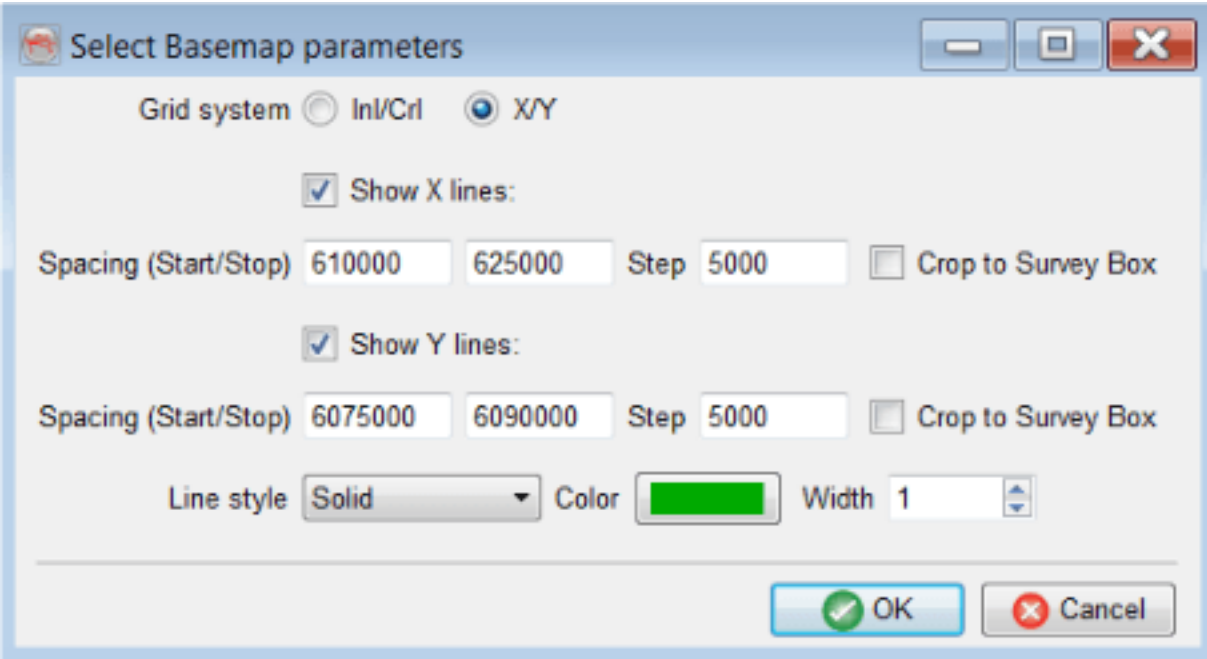 Select Basemap parameters
Grid system Inl/Crl X/Y
Show X lines:
Spacing (Start/Stop) 610000 625000 Step 5000 Crop to Survey Box
Show Y lines:
Spacing (Start/Stop) 6075000 6090000 Step 5000 Crop to Survey Box
Line style Solid Color Width 1
OK Cancel